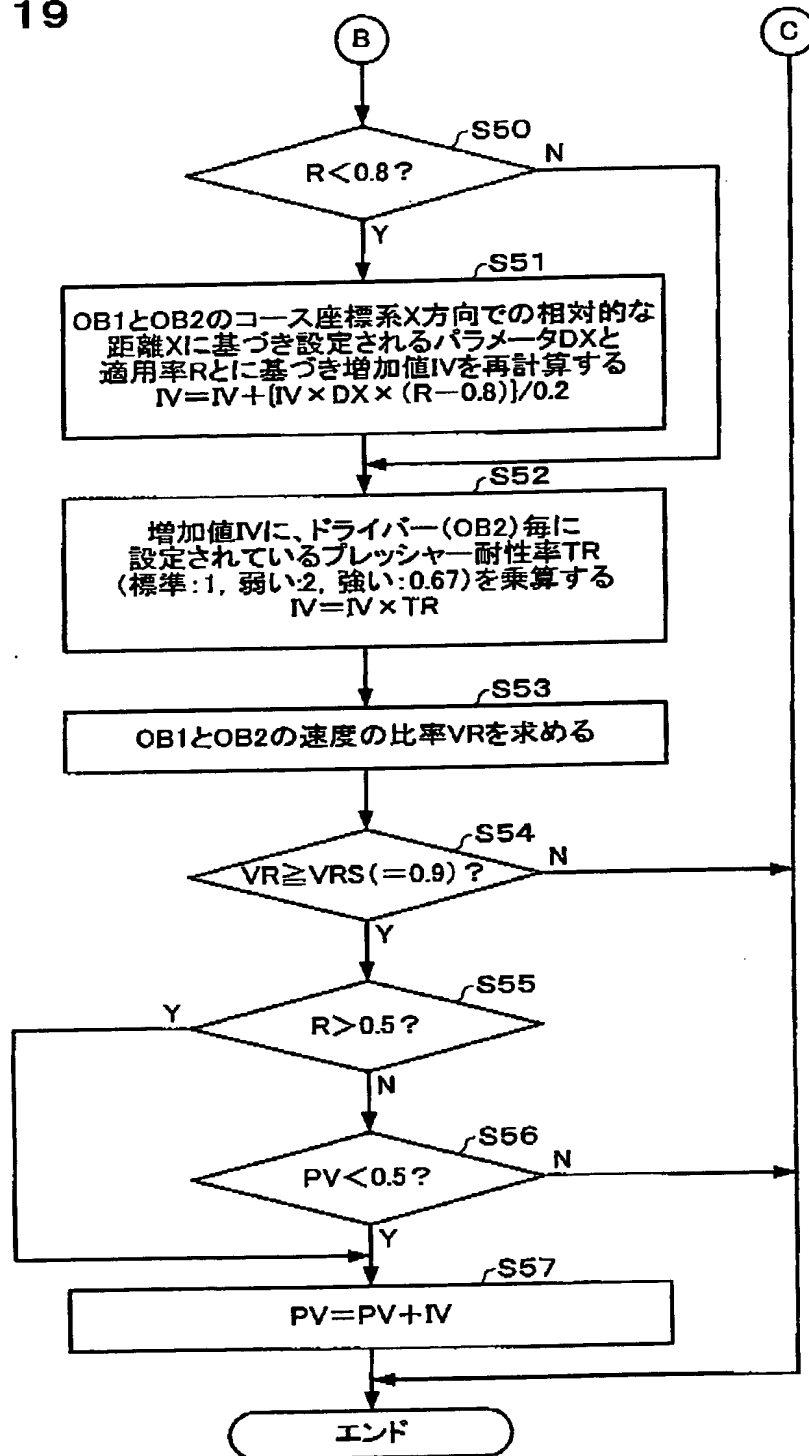 19
B
C
S50
R<0.8?
N
Y
S51
OB1とOB2のコース座標系X方向での相対的な
距離Xに基づき設定されるパラメータDXと
適用率Rとに基づき増加値IVを再計算する
IV=IV+{IV×DX×(R-0.8)}/0.2
S52
増加値IVに、ドライバー(OB2)毎に
設定されているプレッシャー耐性率TR
(標準:1, 弱い:2, 強い:0.67)を乗算する
IV=IV×TR
S53
OB1とOB2の速度の比率VRを求める
S54
VR≧VRS(=0.9)?
N
Y
S55
Y
R>0.5?
N
S56
PV<0.5?
N
Y
S57
PV=PV+IV
エンド